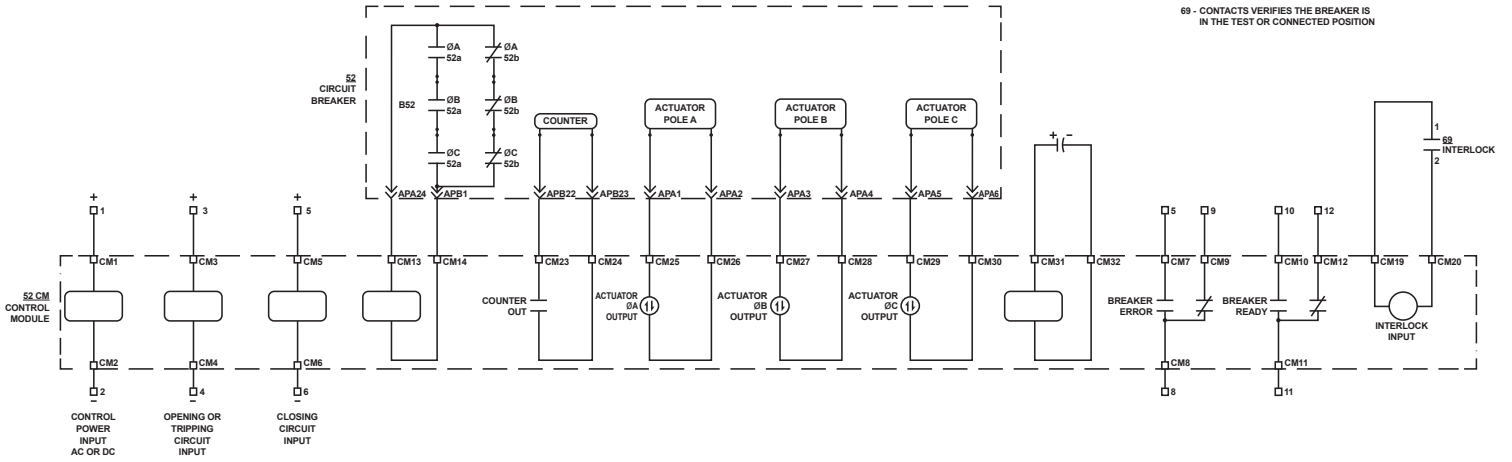 69 - CONTACTS VERIFIES THE BREAKER IS
IN THE TEST OR CONNECTED POSITION
52
CIRCUIT
BREAKER
B52
ØA
52a
ØA
52b
ØB
52a
ØB
52b
ØC
52a
ØC
52b
COUNTER
ACTUATOR
POLE A
ACTUATOR
POLE B
ACTUATOR
POLE C
+ -
1
69
INTERLOCK
2
APA24
APB1
APB22
APB23
APA1
APA2
APA3
APA4
APA5
APA6
+
1
+
3
+
5
5
9
10
12
CM1
CM3
CM5
CM13
CM14
CM23
CM24
CM25
CM26
CM27
CM28
CM29
CM30
CM31
CM32
CM7
CM9
CM10
CM12
CM19
CM20
52 CM
CONTROL
MODULE
COUNTER
OUT
ACTUATOR
ØA
OUTPUT
ACTUATOR
ØB
OUTPUT
ACTUATOR
ØC
OUTPUT
BREAKER
ERROR
BREAKER
READY
INTERLOCK
INPUT
CM2
CM4
CM6
CM8
CM11
2
-
4
-
6
-
8
11
CONTROL
POWER
INPUT
AC OR DC
OPENING OR
TRIPPING
CIRCUIT
INPUT
CLOSING
CIRCUIT
INPUT